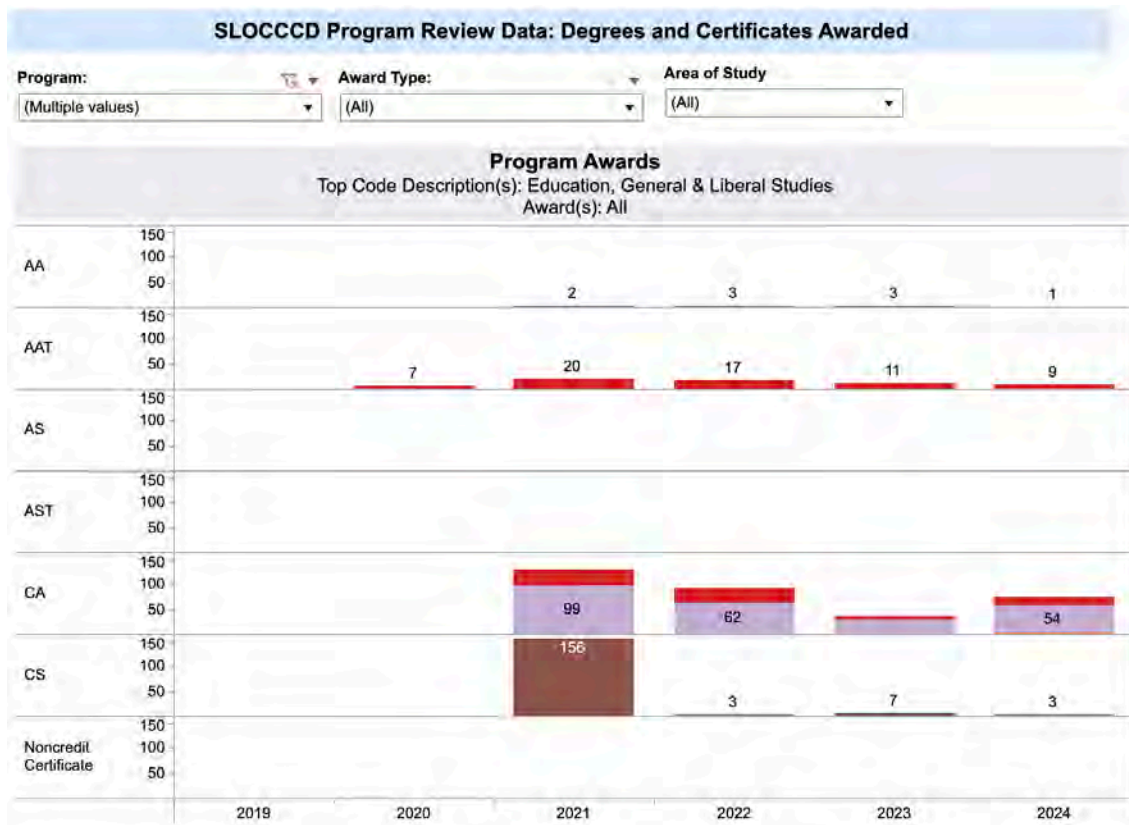 SLOCCCD Program Review Data: Degrees and Certificates Awarded
Program: Award Type: Area of Study
(Multiple values) (All) (All)
Program Awards
Top Code Description(s): Education, General & Liberal Studies
Award(s): All
AA 150 100 50 2 3 3 1
AAT 150 100 50 7 20 17 11 9
AS 150 100 50
AST 150 100 50
CA 150 100 50 99 62 54
CS 150 100 50 156 3 7 3
Noncredit
Certificate 150 100 50
2019 2020 2021 2022 2023 2024